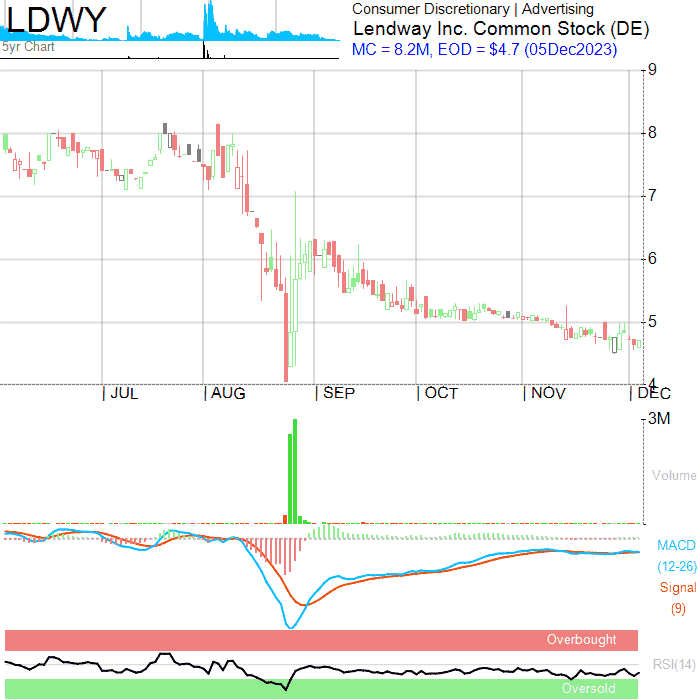 LDWY
5yr Chart
Consumer Discretionary | Advertising
Lendway Inc. Common Stock (DE)
MC = 8.2M, EOD = $4.7 (05Dec2023)
9
8
7
6
5
4
| JUL | AUG | SEP | OCT | NOV | DEC
3M
Volume
MACD
(12-26)
Signal
(9)
Overbought
RSI(14)
Oversold